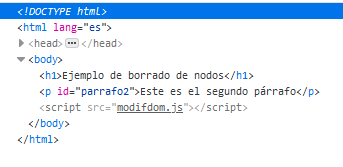 <!DOCTYPE html>
<html lang="es">
<head> ••• </head>
<body>
<h1>Ejemplo de borrado de nodos</h1>
<p id="parrafo2">Este es el segundo párrafo</p>
<script src="modifdom.js"></script>
</body>
</html>